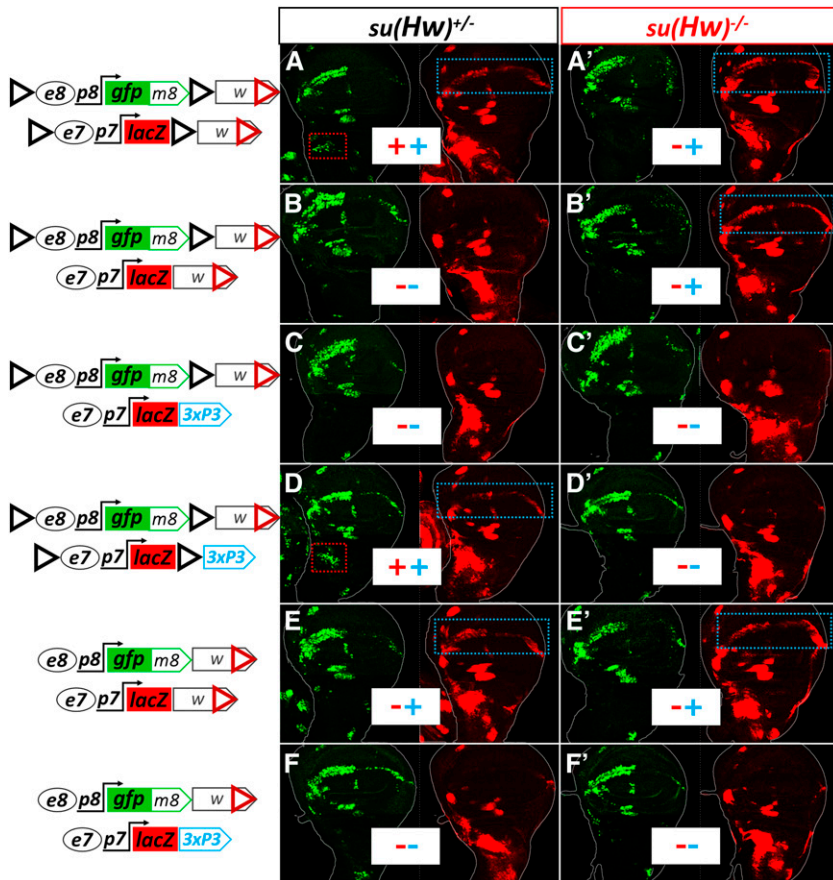 su(Hw)+/-
su(Hw)-/-
e8 p8 gfp m8 w
e7 p7 lacZ w
A
+ +
A'
- +
e8 p8 gfp m8 w
e7 p7 lacZ w
B
- -
B'
- +
e8 p8 gfp m8 w
e7 p7 lacZ 3xP3
C
- -
C'
- -
e8 p8 gfp m8 w
e7 p7 lacZ 3xP3
D
+ +
D'
- -
e8 p8 gfp m8 w
e7 p7 lacZ w
E
- +
E'
- +
e8 p8 gfp m8 w
e7 p7 lacZ 3xP3
F
- -
F'
- -